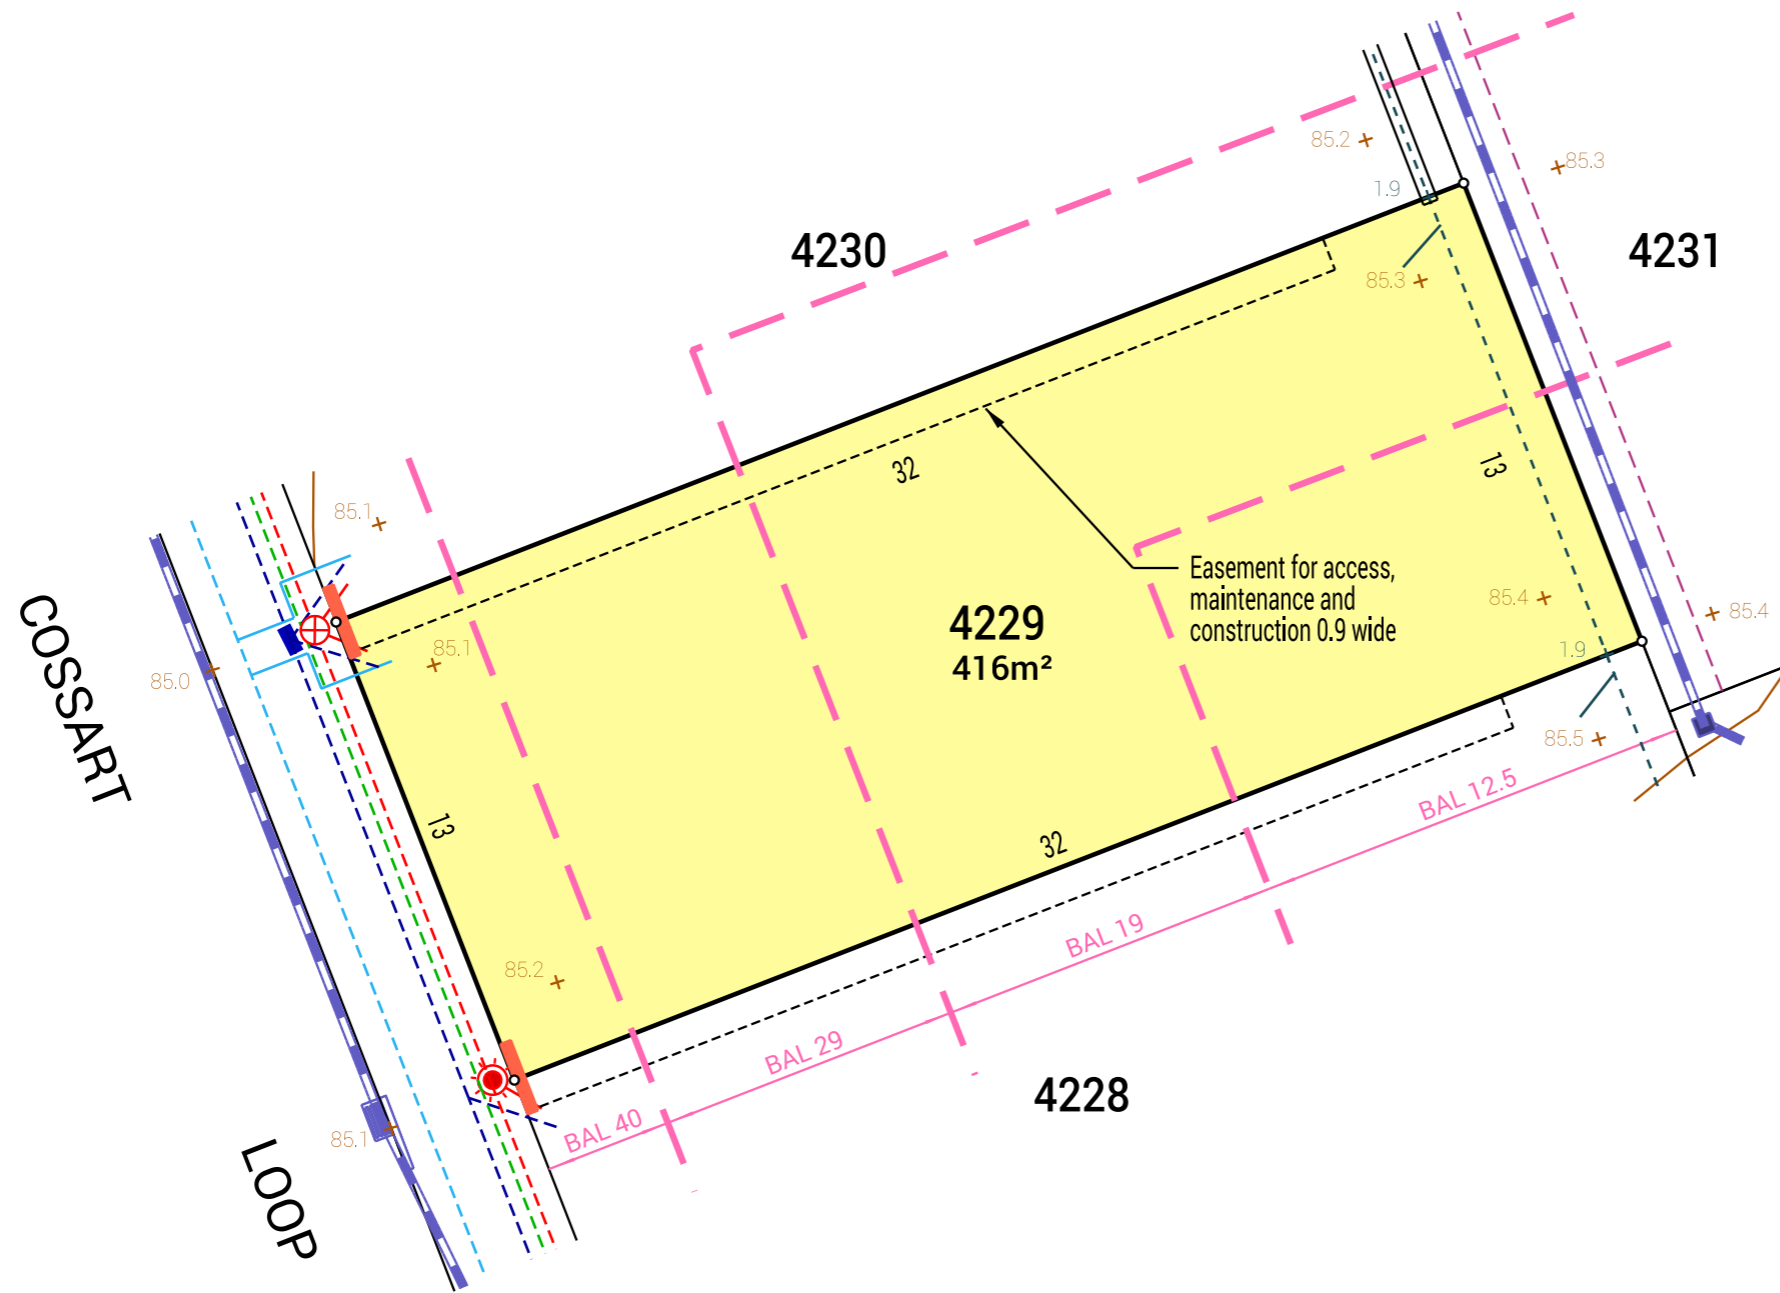 85.2
1.9
85.3
4230
4231
85.3
32
13
85.1
Easement for access,
maintenance and
construction 0.9 wide
4229
416m²
85.4
85.4
1.9
COSSART
85.0
85.1
85.5
BAL 12.5
13
32
BAL 19
85.2
BAL 29
4228
BAL 40
85.1
LOOP